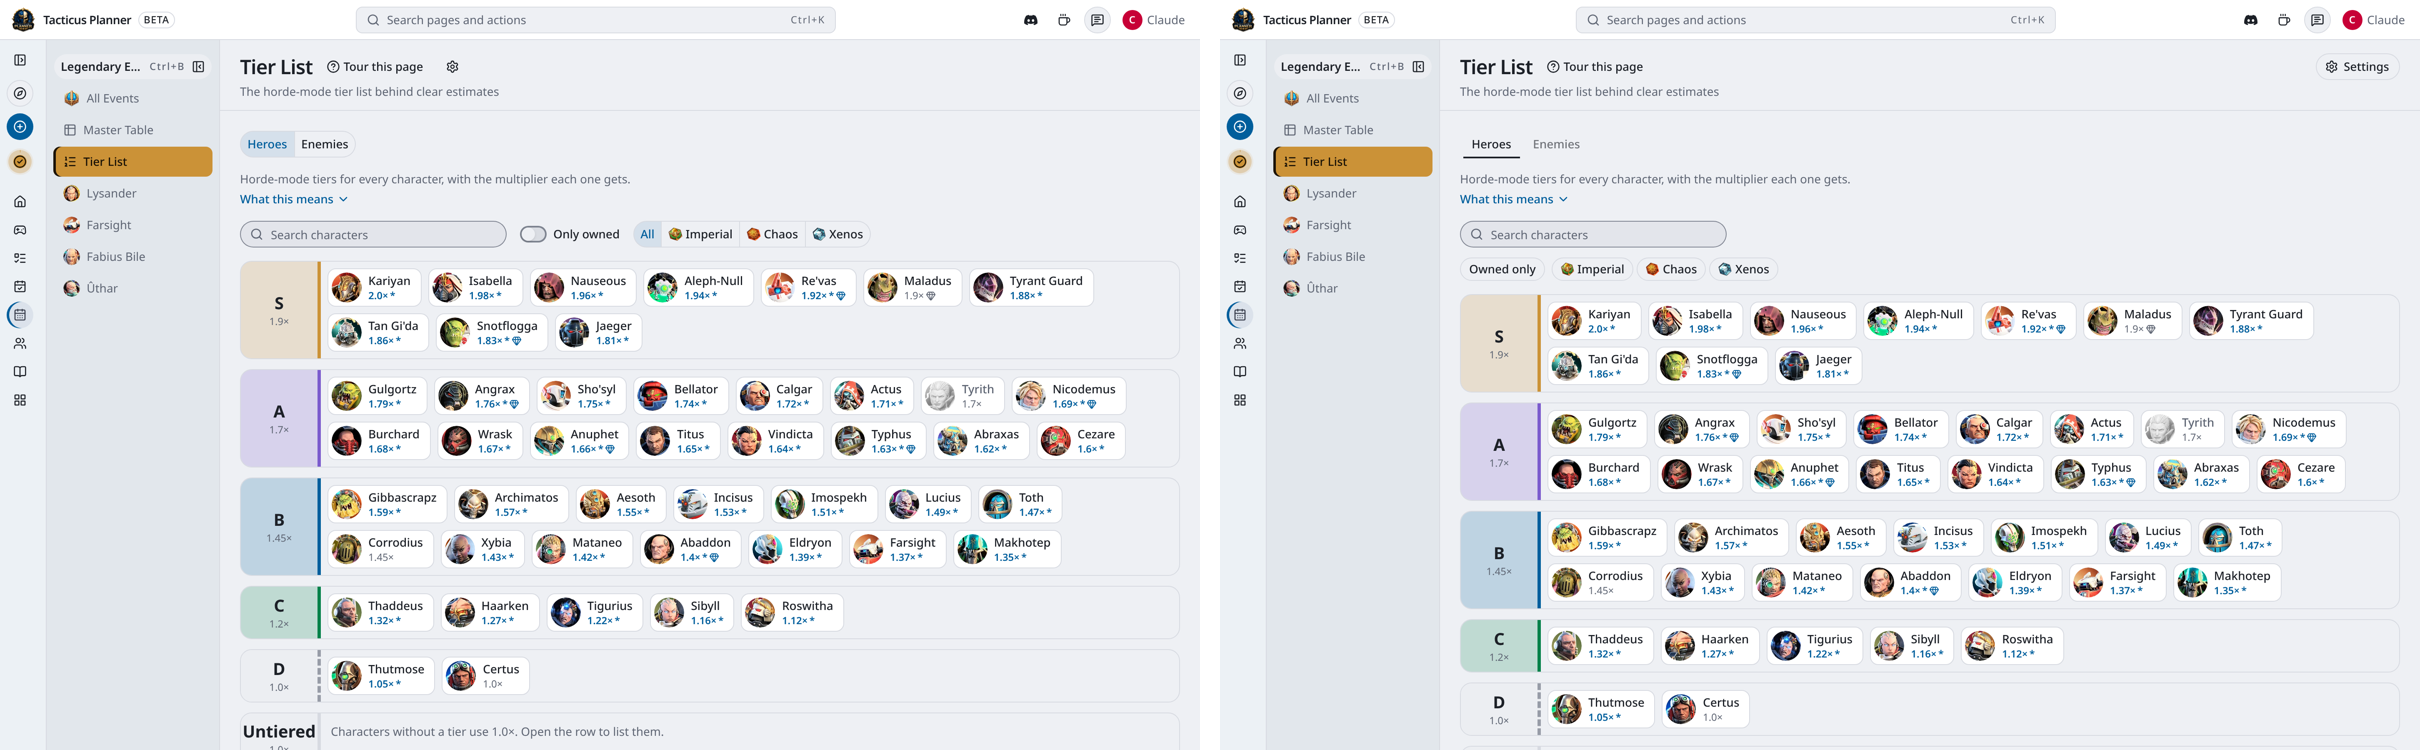 Tacticus Planner BETA
Search pages and actions Ctrl+K
C Claude
Legendary E... Ctrl+B
All Events
Master Table
Tier List
Lysander
Farsight
Fabius Bile
Ûthar
Tier List Tour this page
The horde-mode tier list behind clear estimates
Heroes Enemies
Horde-mode tiers for every character, with the multiplier each one gets.
What this means
Search characters Only owned All Imperial Chaos Xenos
S
1.9×
Kariyan Isabella Nauseous Aleph-Null Re'vas Maladus Tyrant Guard
2.0× * 1.98× * 1.96× * 1.94× * 1.92× * 1.9× 1.88× *
Tan Gi'da Snotflogga Jaeger
1.86× * 1.83× * 1.81× *
A
1.7×
Gulgortz Angrax Sho'syl Bellator Calgar Actus Tyrith Nicodemus
1.79× * 1.76× * 1.75× * 1.74× * 1.72× * 1.71× * 1.7× 1.69× *
Burchard Wrask Anuphet Titus Vindicta Typhus Abraxas Cezare
1.68× * 1.67× * 1.66× * 1.65× * 1.64× * 1.63× * 1.62× * 1.6× *
B
1.45×
Gibbascrapz Archimatos Aesoth Incisus Imospekh Lucius Toth
1.59× * 1.57× * 1.55× * 1.53× * 1.51× * 1.49× * 1.47× *
Corrodius Xybia Mataneo Abaddon Eldryon Farsight Makhotep
1.45× 1.43× * 1.42× * 1.4× * 1.39× * 1.37× * 1.35× *
C
1.2×
Thaddeus Haarken Tigurius Sibyll Roswitha
1.32× * 1.27× * 1.22× * 1.16× * 1.12× *
D
1.0×
Thutmose Certus
1.05× * 1.0×
Untiered
1.0×
Characters without a tier use 1.0×. Open the row to list them.
Tacticus Planner BETA
Search pages and actions Ctrl+K
C Claude
Legendary E... Ctrl+B
All Events
Master Table
Tier List
Lysander
Farsight
Fabius Bile
Ûthar
Tier List Tour this page Settings
The horde-mode tier list behind clear estimates
Heroes Enemies
Horde-mode tiers for every character, with the multiplier each one gets.
What this means
Search characters
Owned only Imperial Chaos Xenos
S
1.9×
Kariyan Isabella Nauseous Aleph-Null Re'vas Maladus Tyrant Guard
2.0× * 1.98× * 1.96× * 1.94× * 1.92× * 1.9× 1.88× *
Tan Gi'da Snotflogga Jaeger
1.86× * 1.83× * 1.81× *
A
1.7×
Gulgortz Angrax Sho'syl Bellator Calgar Actus Tyrith Nicodemus
1.79× * 1.76× * 1.75× * 1.74× * 1.72× * 1.71× * 1.7× 1.69× *
Burchard Wrask Anuphet Titus Vindicta Typhus Abraxas Cezare
1.68× * 1.67× * 1.66× * 1.65× * 1.64× * 1.63× * 1.62× * 1.6× *
B
1.45×
Gibbascrapz Archimatos Aesoth Incisus Imospekh Lucius Toth
1.59× * 1.57× * 1.55× * 1.53× * 1.51× * 1.49× * 1.47× *
Corrodius Xybia Mataneo Abaddon Eldryon Farsight Makhotep
1.45× 1.43× * 1.42× * 1.4× * 1.39× * 1.37× * 1.35× *
C
1.2×
Thaddeus Haarken Tigurius Sibyll Roswitha
1.32× * 1.27× * 1.22× * 1.16× * 1.12× *
D
1.0×
Thutmose Certus
1.05× * 1.0×